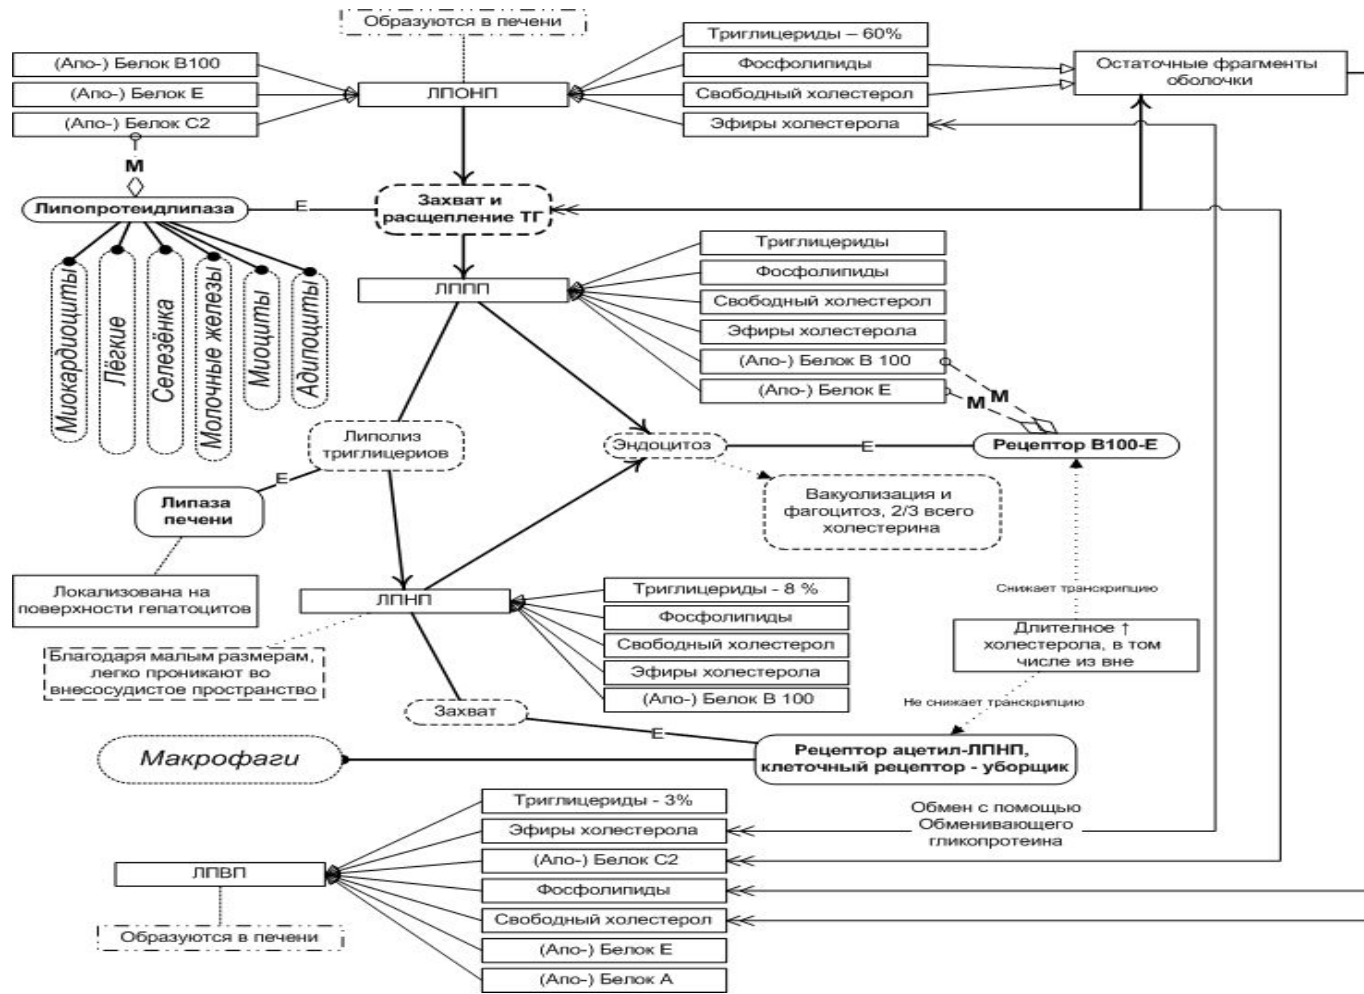 Образуются в печени
Триглицериды – 60%
(Апо-) Белок В100
Фосфолипиды
Остаточные фрагменты
оболочки
(Апо-) Белок Е
ЛПОНП
Свободный холестерол
(Апо-) Белок С2
Эфиры холестерола
М
Липопротеидлипаза
Е
Захват и
расщепление ТГ
Миокардиоциты
Лёгкие
Селезёнка
Молочные железы
Миоциты
Адипоциты
Триглицериды
Фосфолипиды
ЛППП
Свободный холестерол
Эфиры холестерола
(Апо-) Белок В 100
(Апо-) Белок Е
М
М
Липолиз
триглицериов
Эндоцитоз
Е
Рецептор В100-Е
Е
Липаза
печени
Вакуолизация и
фагоцитоз, 2/3 всего
холестерина
Локализована на
поверхности гепатоцитов
ЛПНП
Триглицериды - 8 %
Фосфолипиды
Свободный холестерол
Эфиры холестерола
(Апо-) Белок В 100
Снижает транскрипцию
Длителное ↑
холестерола, в том
числе из вне
Не снижает транскрипцию
Благодаря малым размерам,
легко проникают во
внесосудистое пространство
Захват
Е
Макрофаги
Рецептор ацетил-ЛПНП,
клеточный рецептор - уборщик
Триглицериды - 3%
Эфиры холестерола
Обмен с помощью
Обменивающего
гликопротеина
(Апо-) Белок С2
ЛПВП
Фосфолипиды
Свободный холестерол
Образуются в печени
(Апо-) Белок Е
(Апо-) Белок А